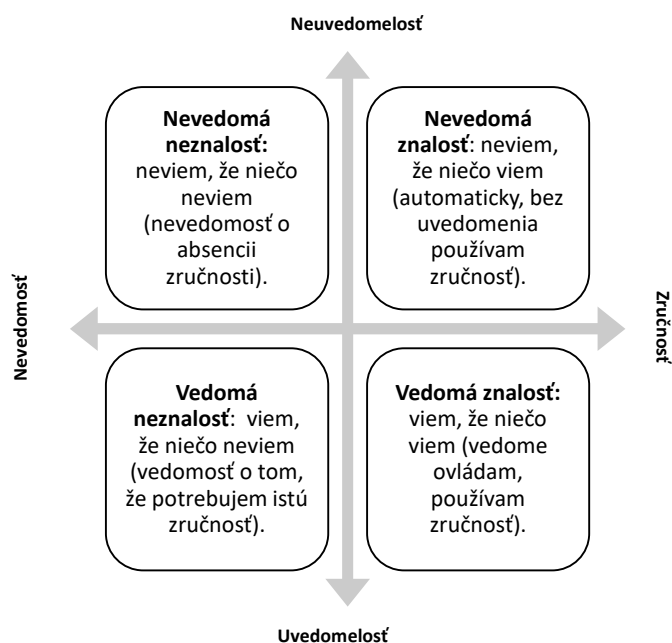 Neuvedomelosť
Nevedomá
neznalosť:
neviem, že niečo
neviem
(nevedomosť o
absencii
zručnosti).
Nevedomá
znalosť: neviem,
že niečo viem
(automaticky, bez
uvedomenia
používam
zručnosť).
Nevedomosť
Zručnosť
Vedomá
neznalosť:  viem,
že niečo neviem
(vedomosť o tom,
že potrebujem istú
zručnosť).
Vedomá znalosť:
viem, že niečo
viem (vedome
ovládam,
používam
zručnosť).
Uvedomelosť